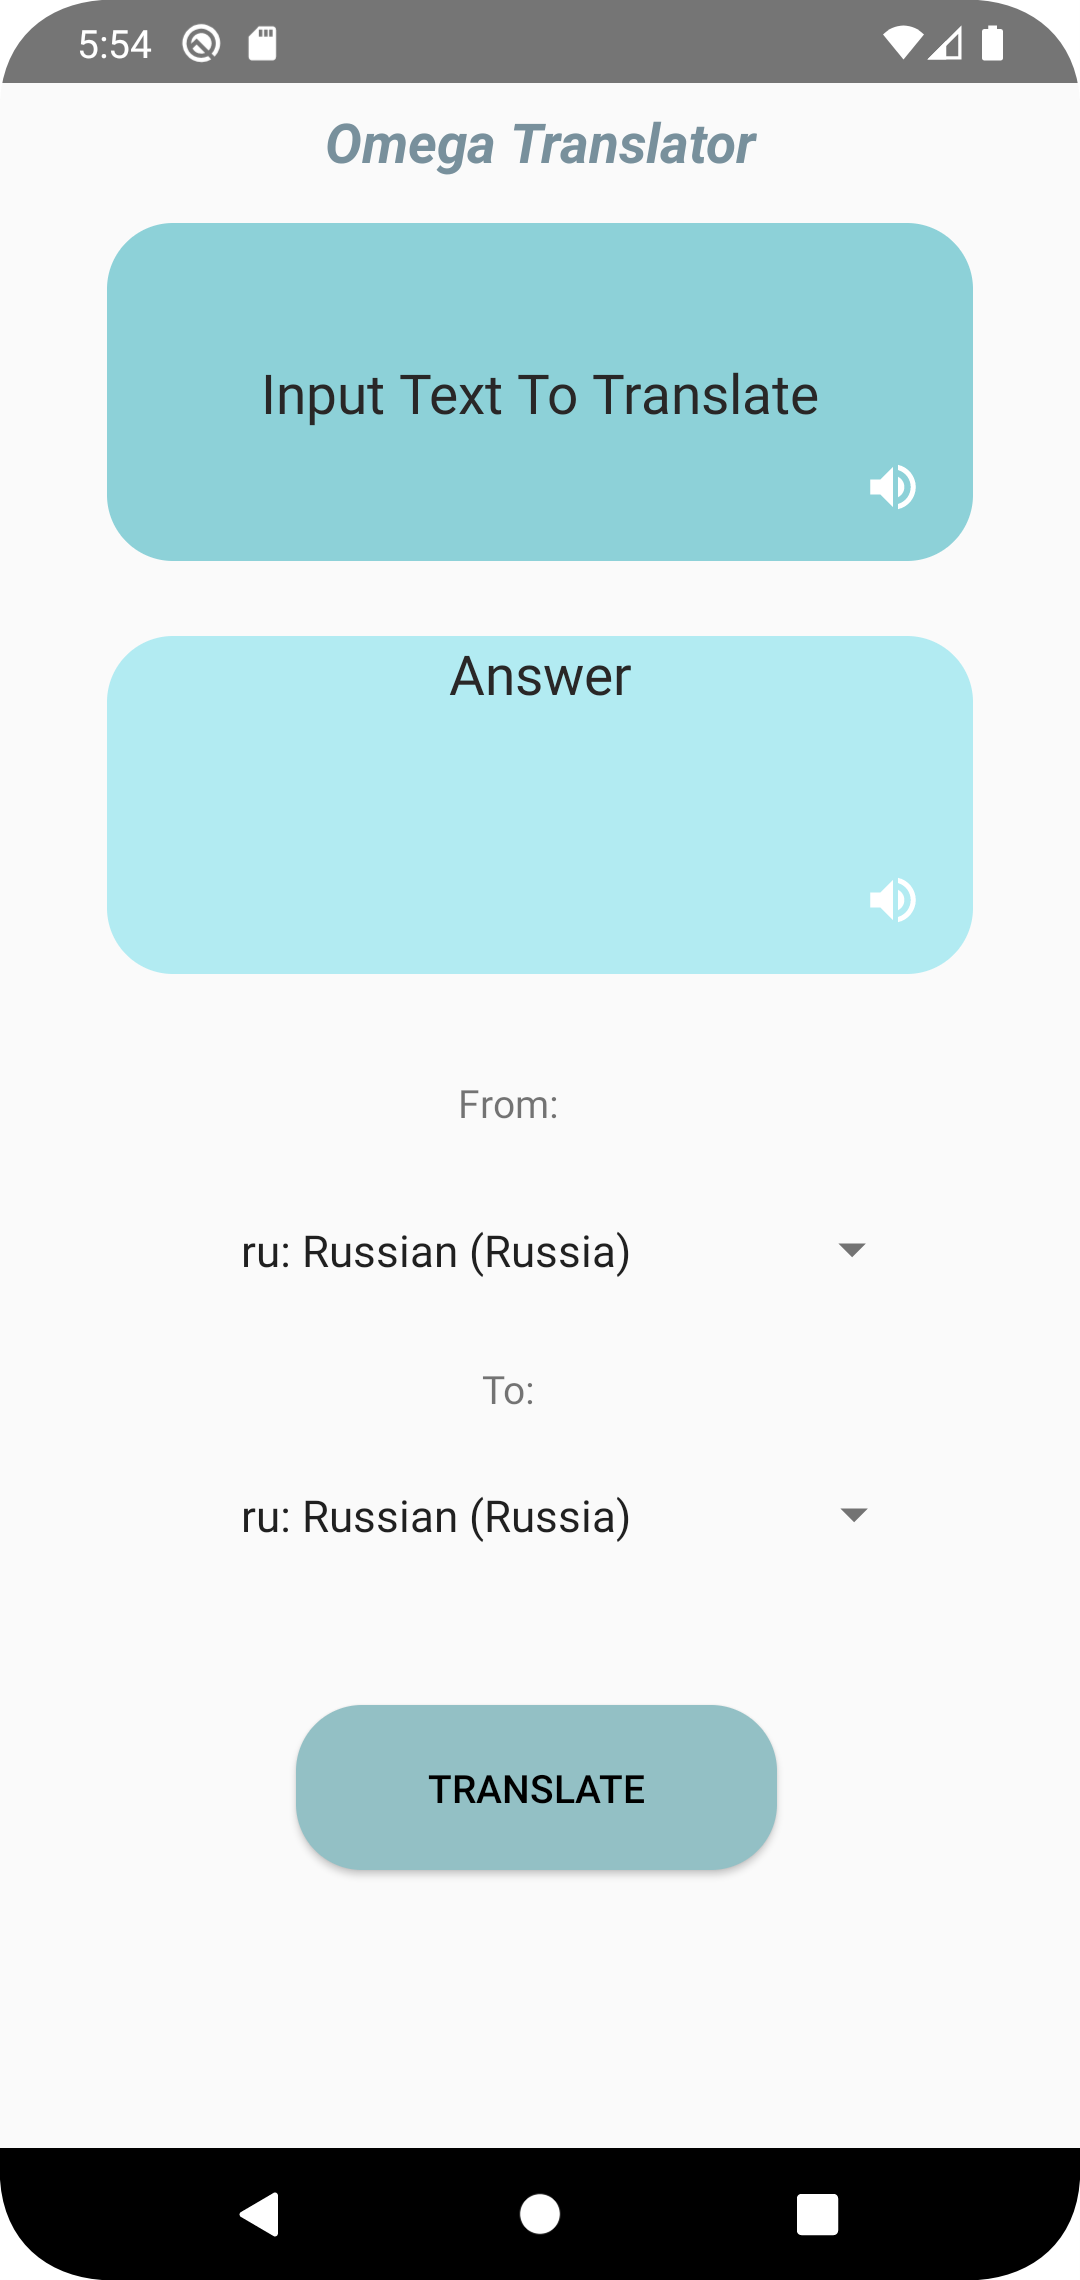 5:54
Omega Translator
Input Text To Translate
Answer
From:
ru: Russian (Russia)
To:
ru: Russian (Russia)
TRANSLATE